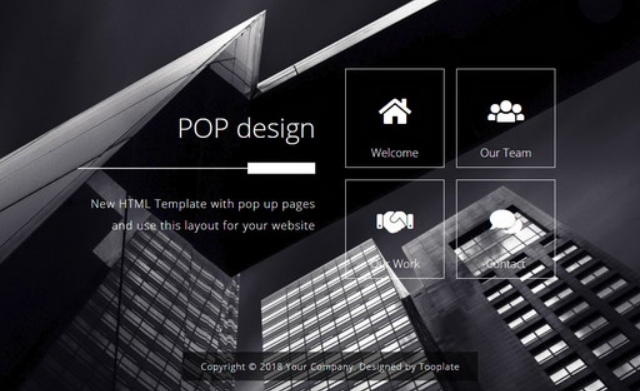 POP design
New HTML Template with pop up pages
and use this layout for your website
Welcome
Our Team
Our Work
Contact
Copyright © 2018 Your Company. Designed by Tooplate